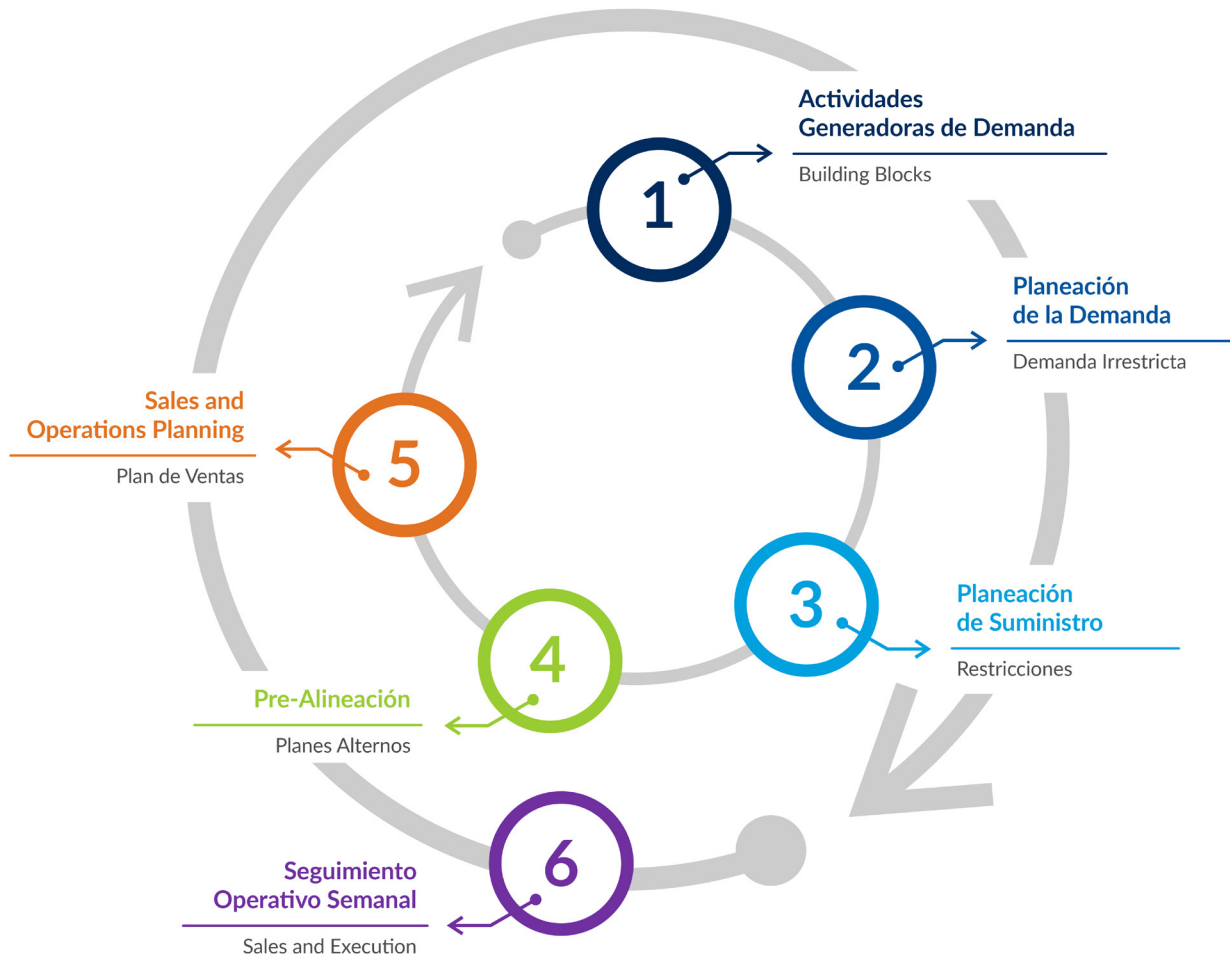 1
Actividades
Generadoras de Demanda
Building Blocks
2
Planeación
de la Demanda
Demanda Irrestricta
3
Planeación
de Suministro
Restricciones
4
Pre-Alineación
Planes Alternos
5
Sales and
Operations Planning
Plan de Ventas
6
Seguimiento
Operativo Semanal
Sales and Execution